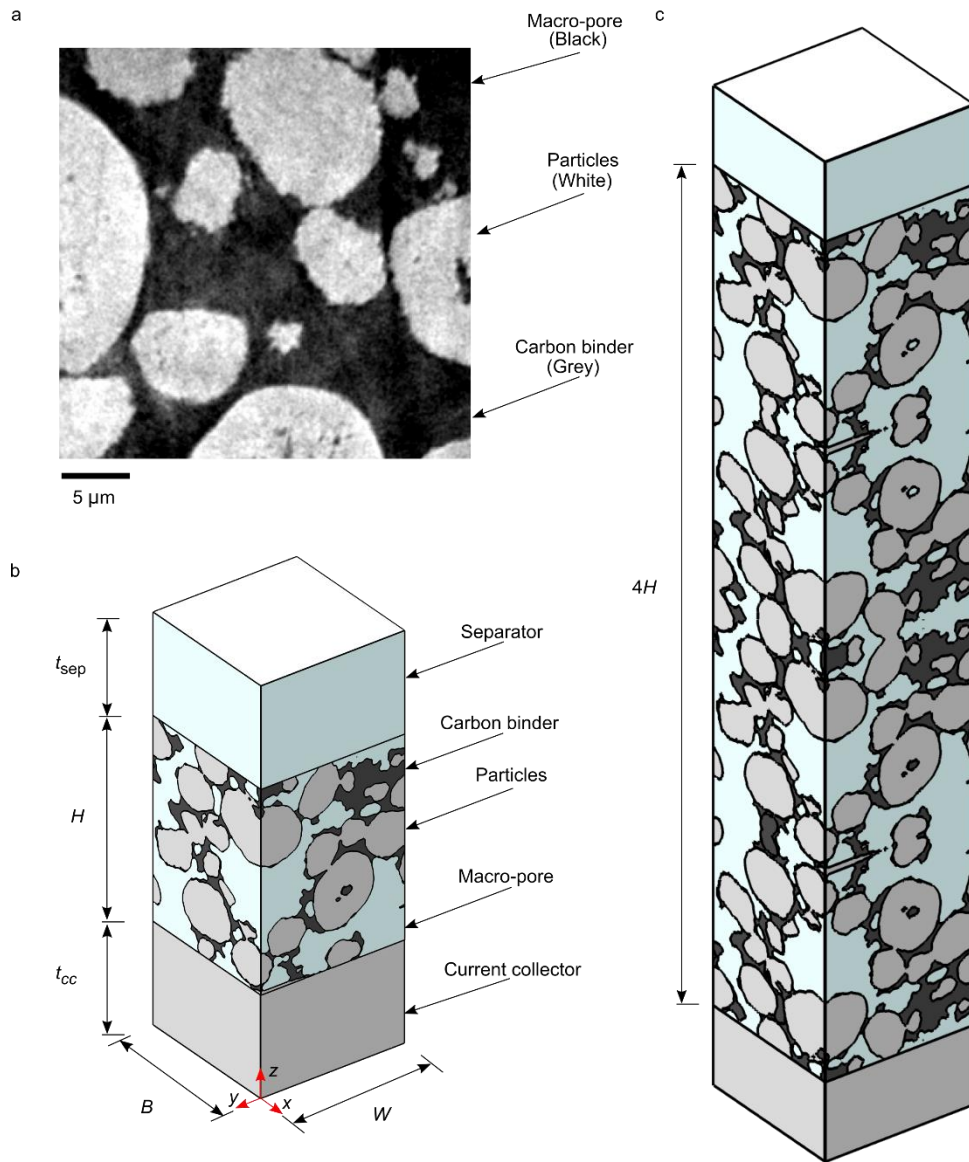 a
Macro-pore
(Black)
Particles
(White)
Carbon binder
(Grey)
5 µm
b
t_sep
H
t_cc
B
W
z
y
x
Separator
Carbon binder
Particles
Macro-pore
Current collector
c
4H